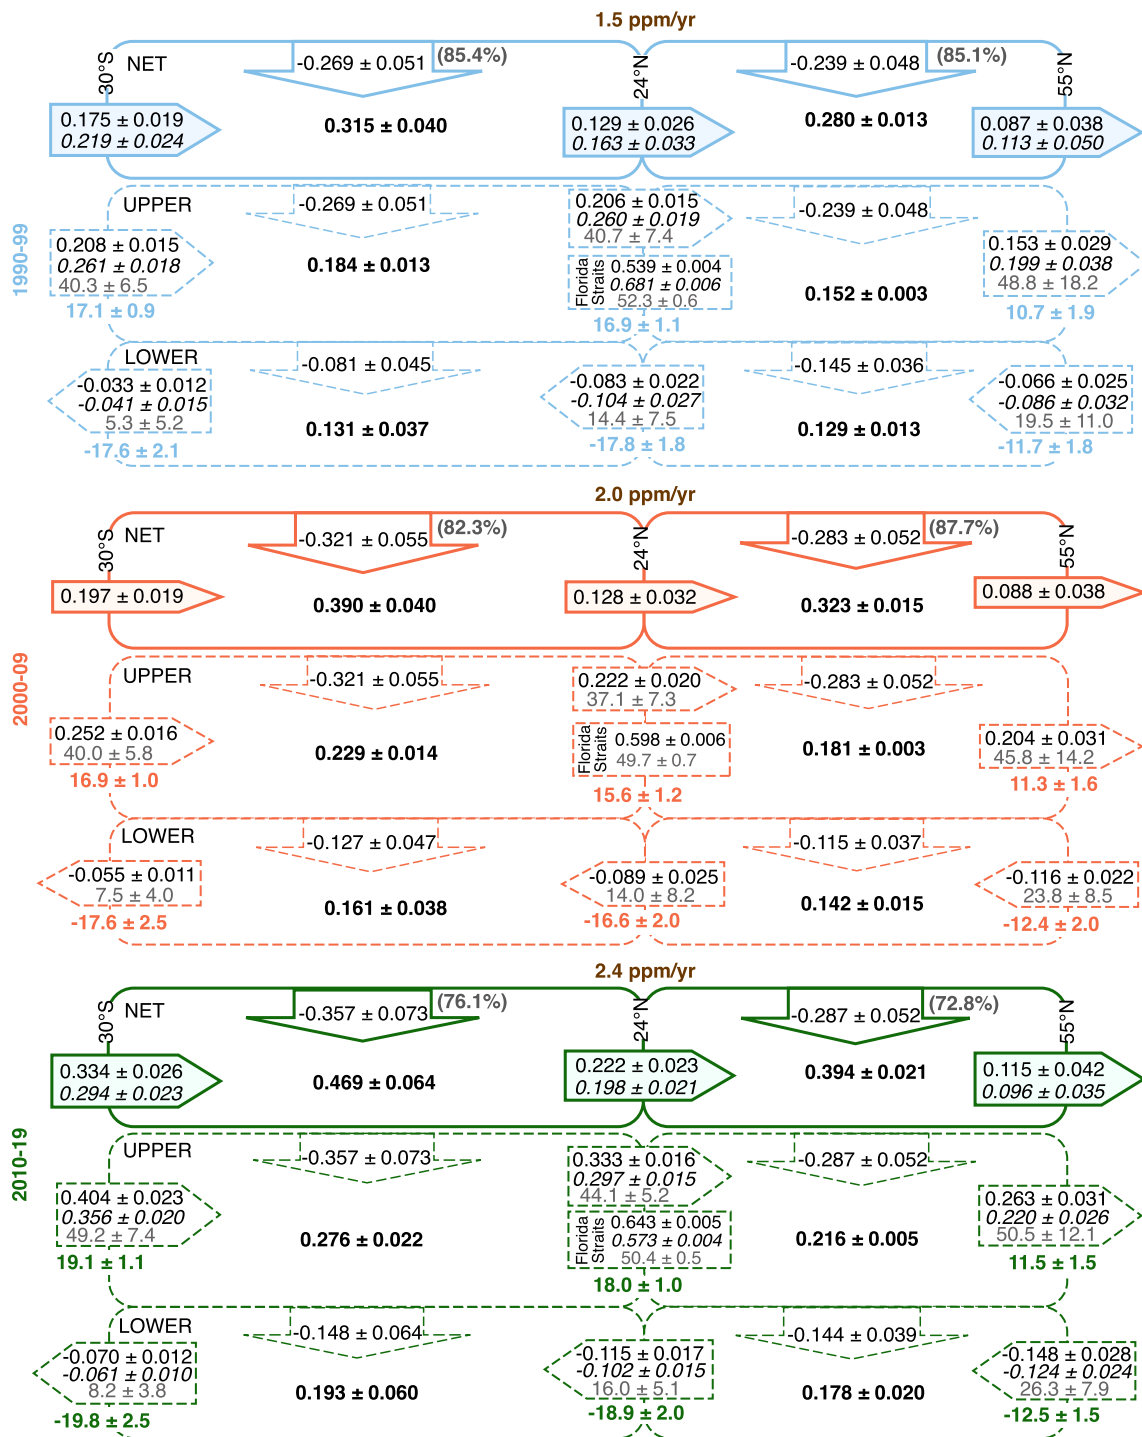 1.5 ppm/yr
1990-99
30°S
NET
-0.269 ± 0.051
(85.4%)
24°N
-0.239 ± 0.048
(85.1%)
55°N
0.175 ± 0.019
0.219 ± 0.024
0.315 ± 0.040
0.129 ± 0.026
0.163 ± 0.033
0.280 ± 0.013
0.087 ± 0.038
0.113 ± 0.050
UPPER
-0.269 ± 0.051
0.206 ± 0.015
0.260 ± 0.019
40.7 ± 7.4
-0.239 ± 0.048
0.208 ± 0.015
0.261 ± 0.018
40.3 ± 6.5
17.1 ± 0.9
0.184 ± 0.013
Florida
Straits
0.539 ± 0.004
0.681 ± 0.006
52.3 ± 0.6
16.9 ± 1.1
0.152 ± 0.003
0.153 ± 0.029
0.199 ± 0.038
48.8 ± 18.2
10.7 ± 1.9
LOWER
-0.081 ± 0.045
-0.145 ± 0.036
-0.033 ± 0.012
-0.041 ± 0.015
5.3 ± 5.2
-17.6 ± 2.1
0.131 ± 0.037
-0.083 ± 0.022
-0.104 ± 0.027
14.4 ± 7.5
-17.8 ± 1.8
0.129 ± 0.013
-0.066 ± 0.025
-0.086 ± 0.032
19.5 ± 11.0
-11.7 ± 1.8
2.0 ppm/yr
2000-09
30°S
NET
-0.321 ± 0.055
(82.3%)
24°N
-0.283 ± 0.052
(87.7%)
55°N
0.197 ± 0.019
0.390 ± 0.040
0.128 ± 0.032
0.323 ± 0.015
0.088 ± 0.038
UPPER
-0.321 ± 0.055
0.222 ± 0.020
37.1 ± 7.3
-0.283 ± 0.052
0.252 ± 0.016
40.0 ± 5.8
16.9 ± 1.0
0.229 ± 0.014
Florida
Straits
0.598 ± 0.006
49.7 ± 0.7
15.6 ± 1.2
0.181 ± 0.003
0.204 ± 0.031
45.8 ± 14.2
11.3 ± 1.6
LOWER
-0.127 ± 0.047
-0.115 ± 0.037
-0.055 ± 0.011
7.5 ± 4.0
-17.6 ± 2.5
0.161 ± 0.038
-0.089 ± 0.025
14.0 ± 8.2
-16.6 ± 2.0
0.142 ± 0.015
-0.116 ± 0.022
23.8 ± 8.5
-12.4 ± 2.0
2.4 ppm/yr
2010-19
30°S
NET
-0.357 ± 0.073
(76.1%)
24°N
-0.287 ± 0.052
(72.8%)
55°N
0.334 ± 0.026
0.294 ± 0.023
0.469 ± 0.064
0.222 ± 0.023
0.198 ± 0.021
0.394 ± 0.021
0.115 ± 0.042
0.096 ± 0.035
UPPER
-0.357 ± 0.073
0.333 ± 0.016
0.297 ± 0.015
44.1 ± 5.2
-0.287 ± 0.052
0.404 ± 0.023
0.356 ± 0.020
49.2 ± 7.4
19.1 ± 1.1
0.276 ± 0.022
Florida
Straits
0.643 ± 0.005
0.573 ± 0.004
50.4 ± 0.5
18.0 ± 1.0
0.216 ± 0.005
0.263 ± 0.031
0.220 ± 0.026
50.5 ± 12.1
11.5 ± 1.5
LOWER
-0.148 ± 0.064
-0.144 ± 0.039
-0.070 ± 0.012
-0.061 ± 0.010
8.2 ± 3.8
-19.8 ± 2.5
0.193 ± 0.060
-0.115 ± 0.017
-0.102 ± 0.015
16.0 ± 5.1
-18.9 ± 2.0
0.178 ± 0.020
-0.148 ± 0.028
-0.124 ± 0.024
26.3 ± 7.9
-12.5 ± 1.5